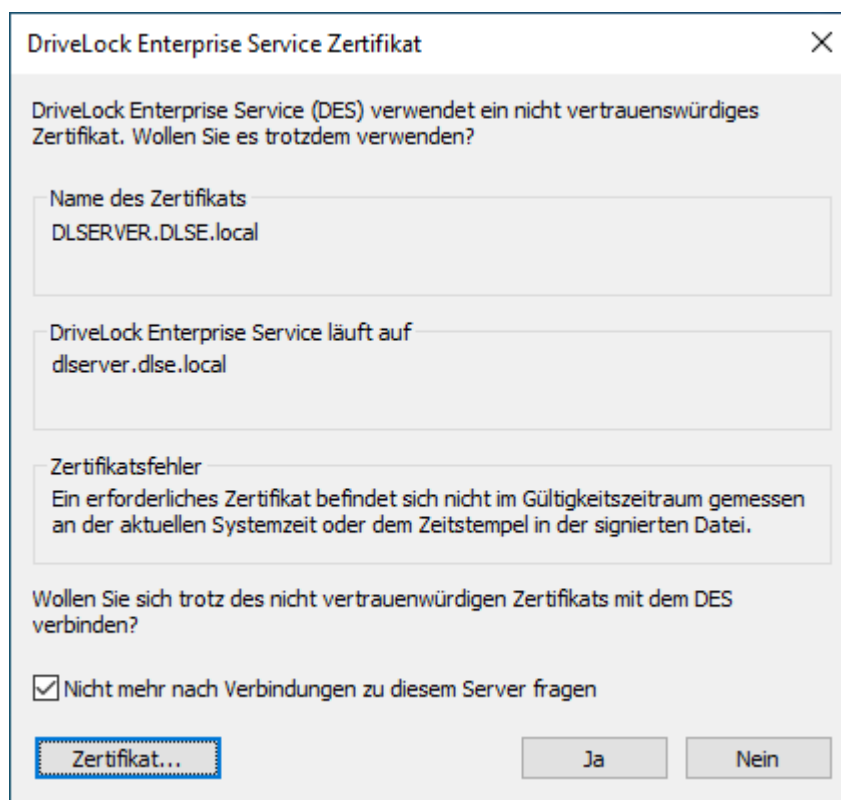 DriveLock Enterprise Service Zertifikat
DriveLock Enterprise Service (DES) verwendet ein nicht vertrauenswürdiges
Zertifikat. Wollen Sie es trotzdem verwenden?
Name des Zertifikats
DLSERVER.DLSE.local
DriveLock Enterprise Service läuft auf
dlserver.dlse.local
Zertifikatsfehler
Ein erforderliches Zertifikat befindet sich nicht im Gültigkeitszeitraum gemessen
an der aktuellen Systemzeit oder dem Zeitstempel in der signierten Datei.
Wollen Sie sich trotz des nicht vertrauenwürdigen Zertifikats mit dem DES
verbinden?
Nicht mehr nach Verbindungen zu diesem Server fragen
Zertifikat... Ja Nein